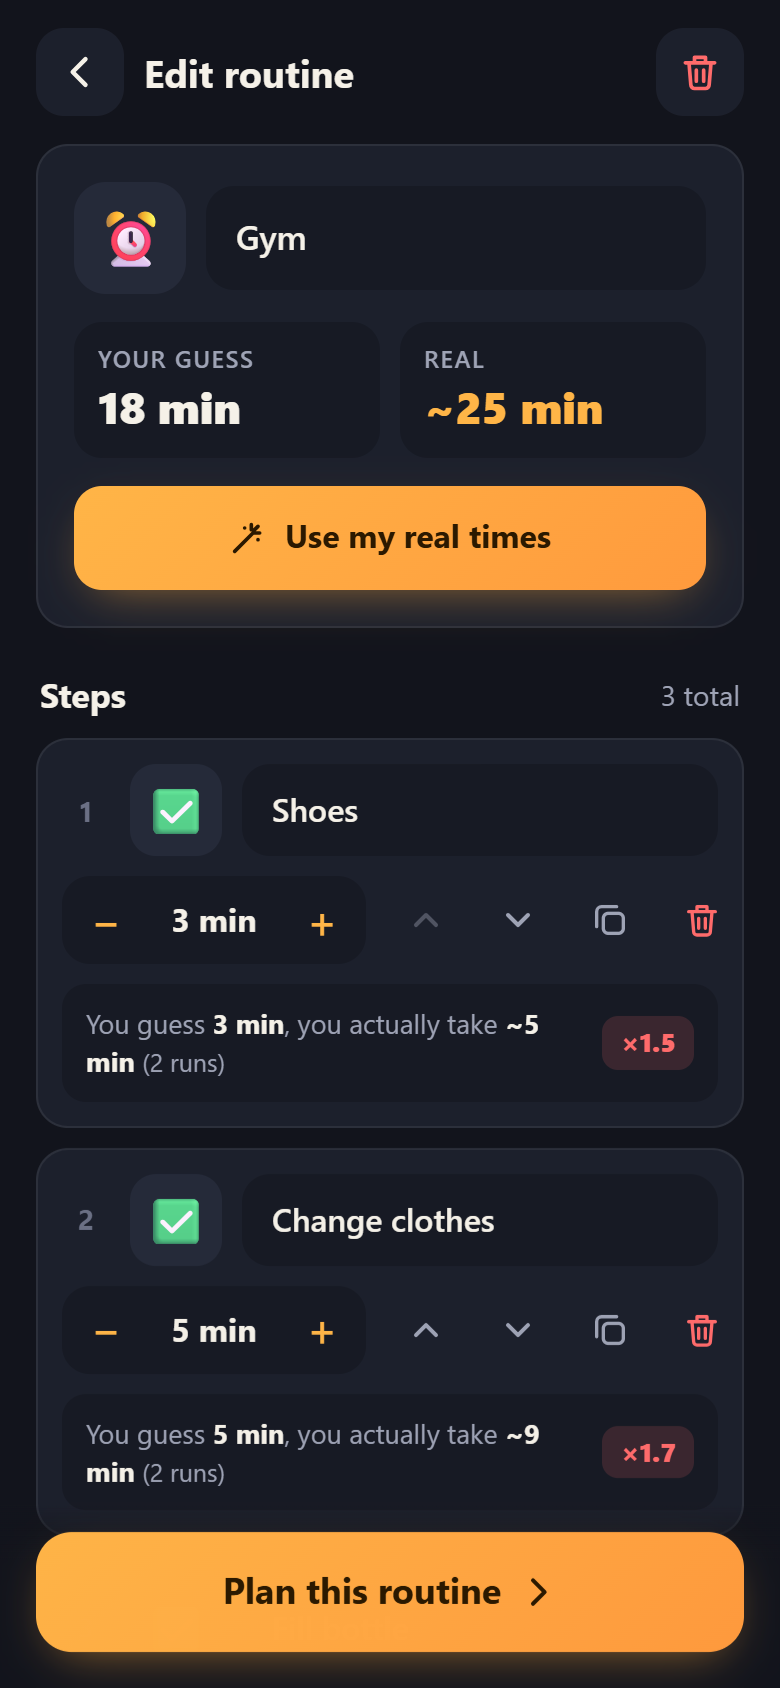 Edit routine
Gym
YOUR GUESS
18 min
REAL
~25 min
Use my real times
Steps
3 total
1
Shoes
− 3 min +
You guess 3 min, you actually take ~5
min (2 runs)
×1.5
2
Change clothes
− 5 min +
You guess 5 min, you actually take ~9
min (2 runs)
×1.7
Plan this routine